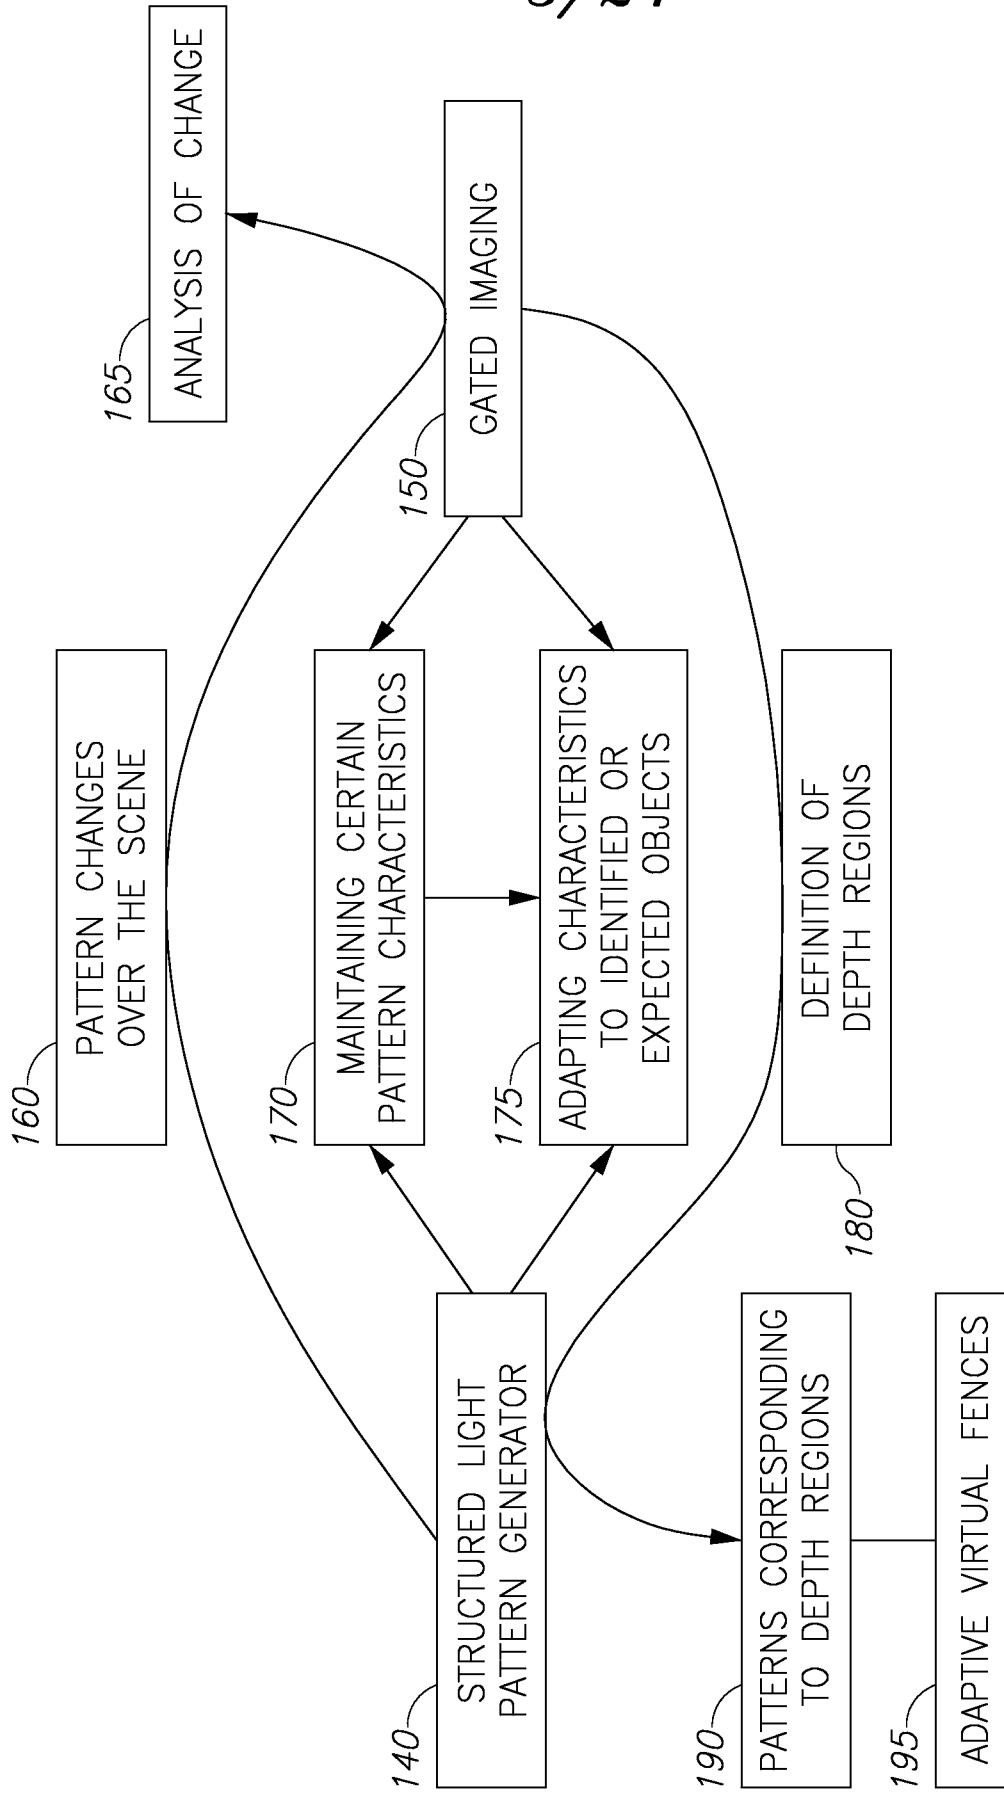 160
PATTERN CHANGES
OVER THE SCENE
165
ANALYSIS OF CHANGE
170
MAINTAINING CERTAIN
PATTERN CHARACTERISTICS
140
STRUCTURED LIGHT
PATTERN GENERATOR
150
GATED IMAGING
175
ADAPTING CHARACTERISTICS
TO IDENTIFIED OR
EXPECTED OBJECTS
190
PATTERNS CORRESPONDING
TO DEPTH REGIONS
180
DEFINITION OF
DEPTH REGIONS
195
ADAPTIVE VIRTUAL FENCES